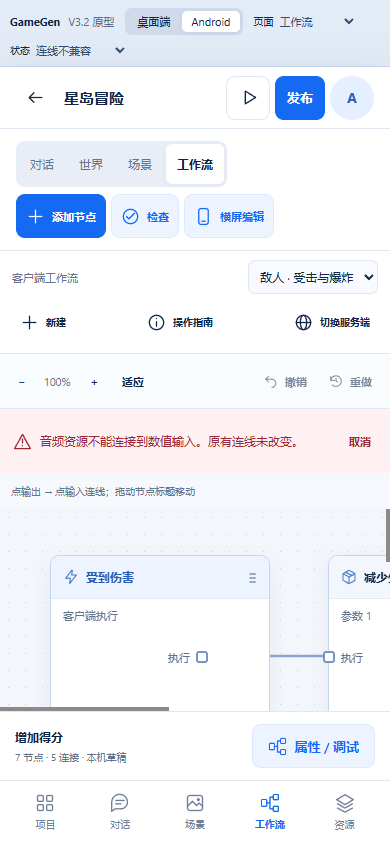 GameGen V3.2 原型 桌面端 Android 页面 工作流
状态 连线不兼容
星岛冒险 发布 A
对话 世界 场景 工作流
添加节点 检查 横屏编辑
客户端工作流 敌人 · 受击与爆炸
新建 操作指南 切换服务端
− 100% + 适应 撤销 重做
音频资源不能连接到数值输入。原有连线未改变。 取消
点输出 → 点输入连线；拖动节点标题移动
受到伤害 减少
客户端执行 参数 1
执行 执行
增加得分
7 节点 · 5 连接 · 本机草稿
属性 / 调试
项目 对话 场景 工作流 资源